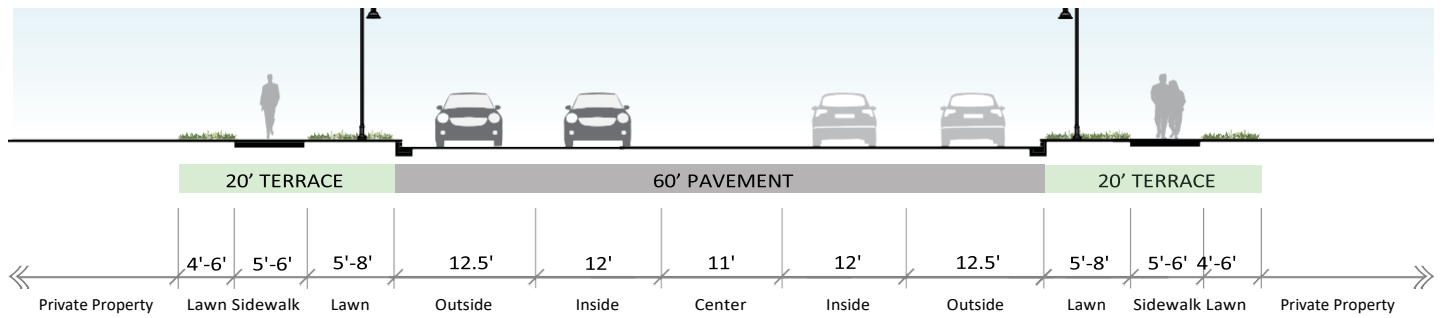 20’ TERRACE 60’ PAVEMENT 20’ TERRACE
4'-6' 5'-6' 5'-8' 12.5' 12' 11' 12' 12.5' 5'-8' 5'-6' 4'-6'
Private Property Lawn Sidewalk Lawn Outside Inside Center Inside Outside Lawn Sidewalk Lawn Private Property